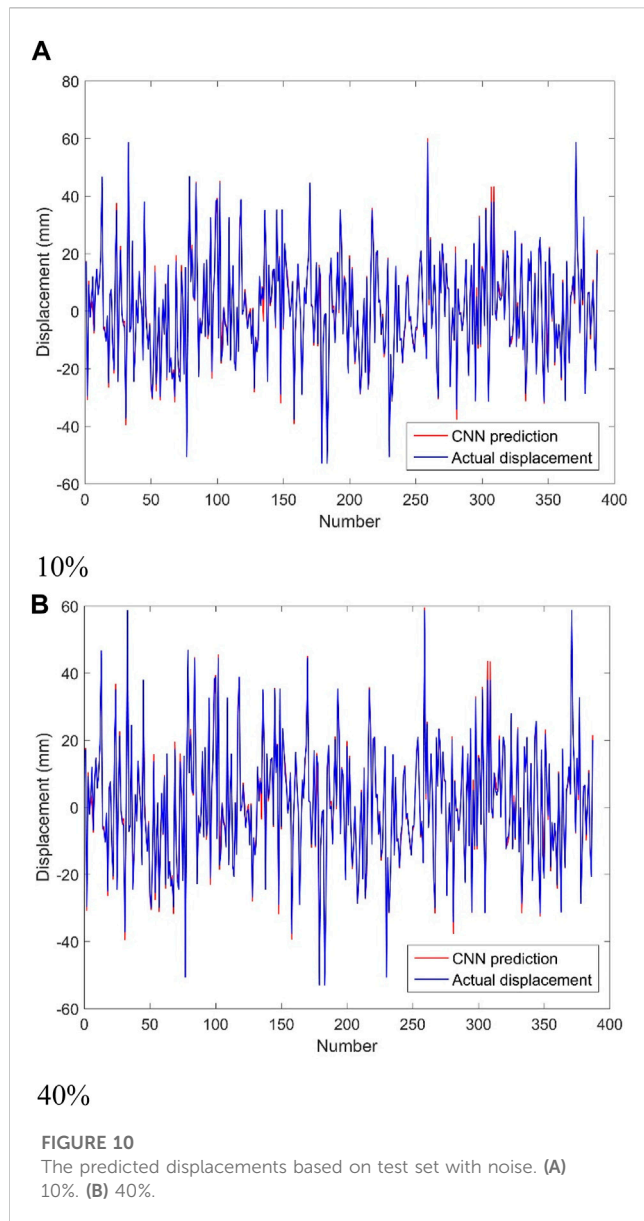 A
80
60
40
20
0
-20
-40
-60
Displacement (mm)
0 50 100 150 200 250 300 350 400
Number
CNN prediction
Actual displacement
10%
B
60
40
20
0
-20
-40
-60
Displacement (mm)
0 50 100 150 200 250 300 350 400
Number
CNN prediction
Actual displacement
40%
FIGURE 10
The predicted displacements based on test set with noise. (A)
10%. (B) 40%.